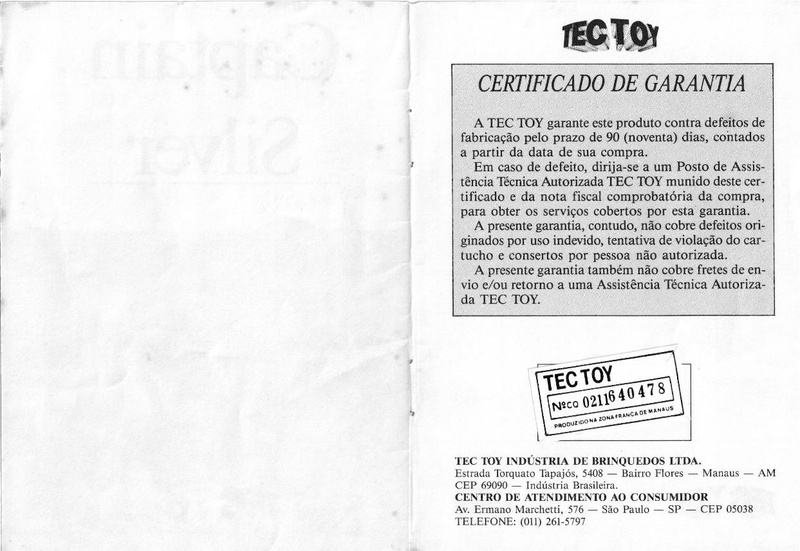 Captain
Silver
TEC TOY
CERTIFICADO DE GARANTIA
A TEC TOY garante este produto contra defeitos de
fabricação pelo prazo de 90 (noventa) dias, contados
a partir da data de sua compra.
Em caso de defeito, dirija-se a um Posto de Assis-
tência Técnica Autorizada TEC TOY munido deste cer-
tificado e da nota fiscal comprobatória da compra,
para obter os serviços cobertos por esta garantia.
A presente garantia, contudo, não cobre defeitos ori-
ginados por uso indevido, tentativa de violação do car-
tucho e consertos por pessoa não autorizada.
A presente garantia também não cobre fretes de en-
vio e/ou retorno a uma Assistência Técnica Autoriza-
da TEC TOY.
TEC TOY
Nº CO 0211640478
PRODUZIDO NA ZONA FRANCA DE MANAUS
TEC TOY INDÚSTRIA DE BRINQUEDOS LTDA.
Estrada Torquato Tapajós, 5408 — Bairro Flores — Manaus — AM
CEP 69090 — Indústria Brasileira.
CENTRO DE ATENDIMENTO AO CONSUMIDOR
Av. Ermano Marchetti, 576 — São Paulo — SP — CEP 05038
TELEFONE: (011) 261-5797